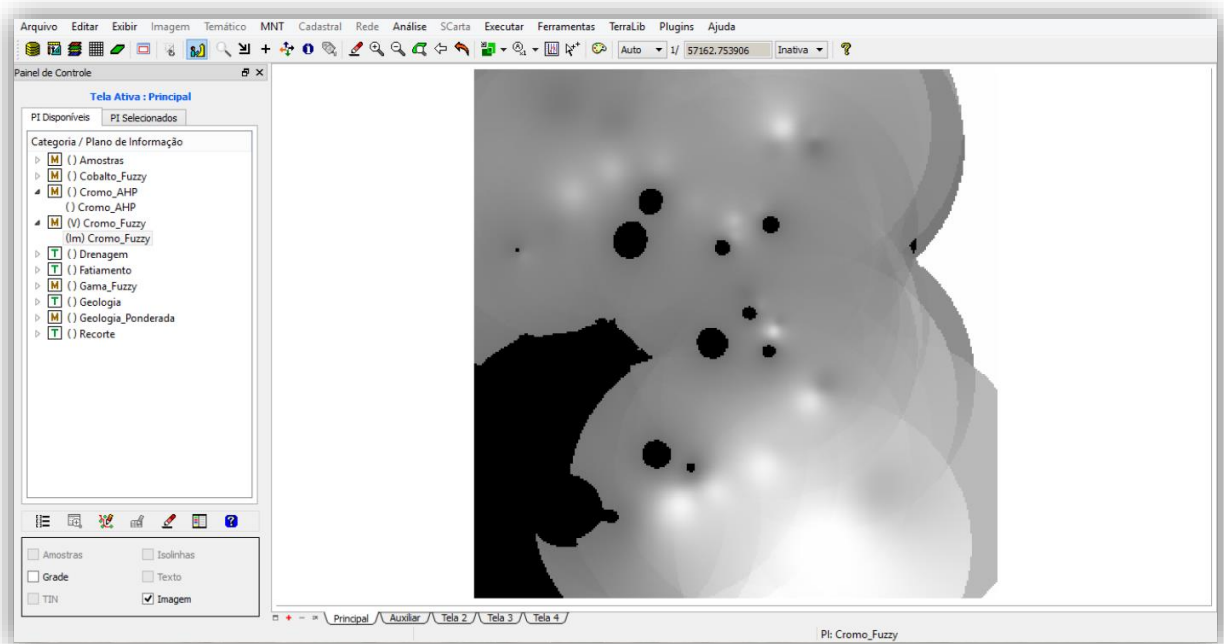 Arquivo Editar Exibir Imagem Temático MNT Cadastral Rede Análise SCarta Executar Ferramentas TerraLib Plugins Ajuda
Auto 1/ 57162.753906 Inativa ?
Painel de Controle
Tela Ativa : Principal
PI Disponíveis PI Selecionados
Categoria / Plano de Informação
M () Amostras
M () Cobalto_Fuzzy
M () Cromo_AHP
() Cromo_AHP
M (V) Cromo_Fuzzy
(Im) Cromo_Fuzzy
T () Drenagem
T () Fatiamento
M () Gama_Fuzzy
T () Geologia
M () Geologia_Ponderada
T () Recorte
?
Amostras Isolinhas
Grade Texto
TIN Imagem
Principal Auxiliar Tela 2 Tela 3 Tela 4
PI: Cromo_Fuzzy